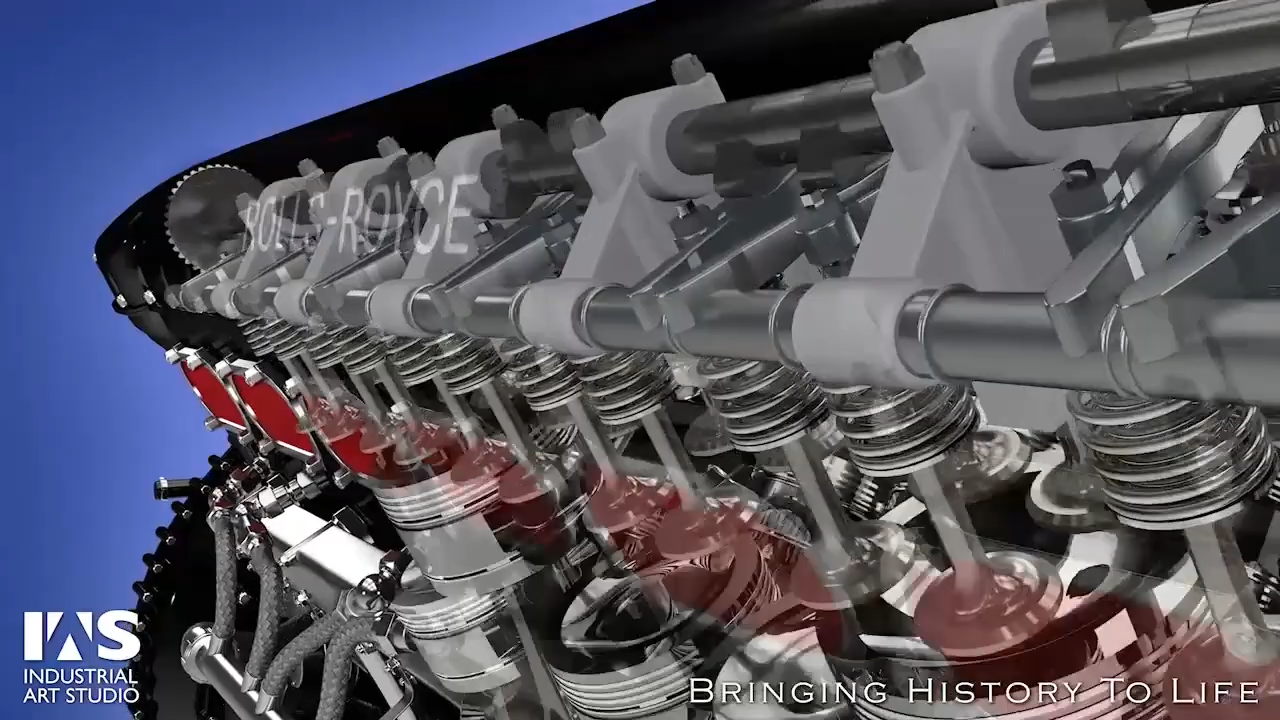 ROLLS-ROYCE
IAS
INDUSTRIAL
ART STUDIO
BRINGING HISTORY TO LIFE